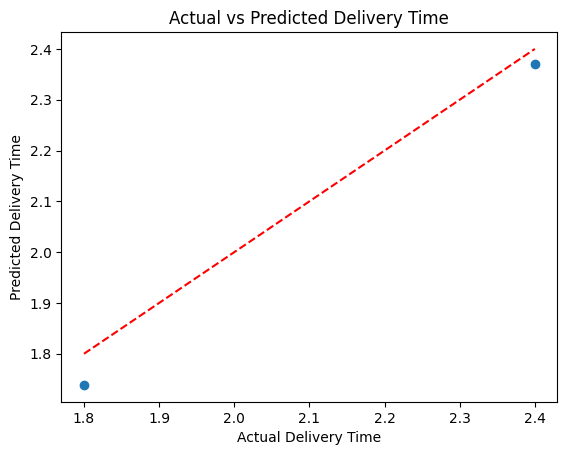 Actual vs Predicted Delivery Time
Predicted Delivery Time
2.4
2.3
2.2
2.1
2.0
1.9
1.8
1.8 1.9 2.0 2.1 2.2 2.3 2.4
Actual Delivery Time